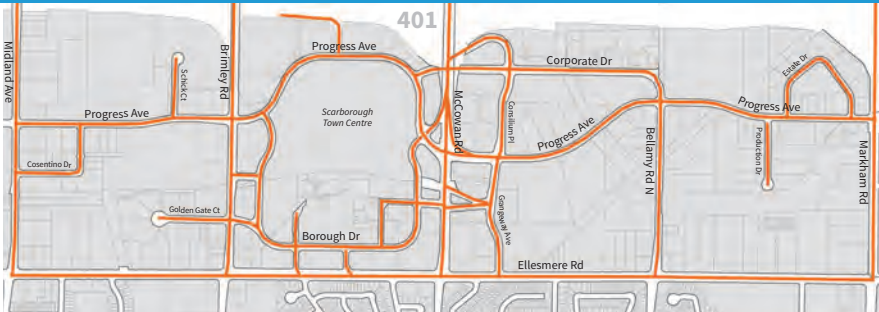 401
Midland Ave
Brimley Rd
Progress Ave
Schick Ct
Corporate Dr
Estate Dr
McCowan Rd
Consilium Pl
Progress Ave
Scarborough
Town Centre
Progress Ave
Progress Ave
Production Dr
Bellamy Rd N
Markham Rd
Cosentino Dr
Golden Gate Ct
Borough Dr
Grangeway Ave
Ellesmere Rd